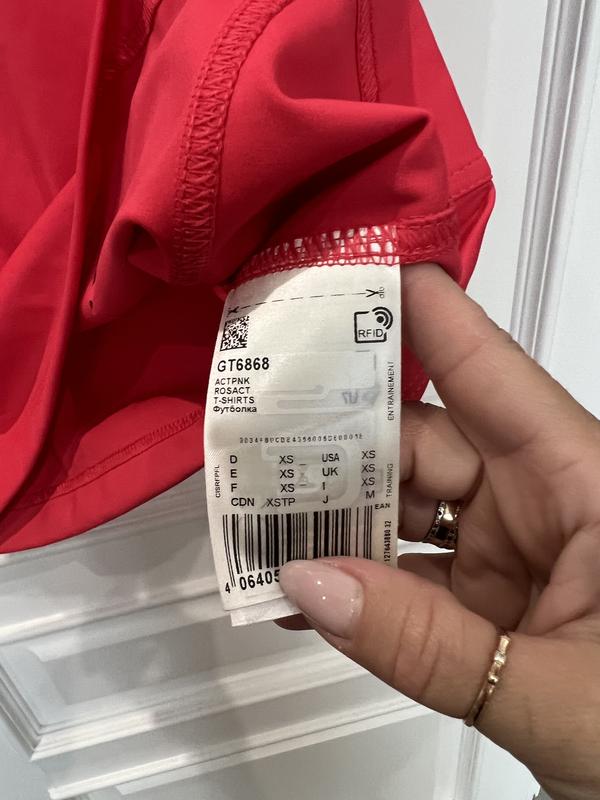 RFID
GT6868
ACTPNK
ROSACT
T-SHIRTS
Футболка
ENTRAINEMENT
TRAINING
D XS USA XS
E XS UK XS
F XS I XS
CDN XSTP J M
EAN
4 06405